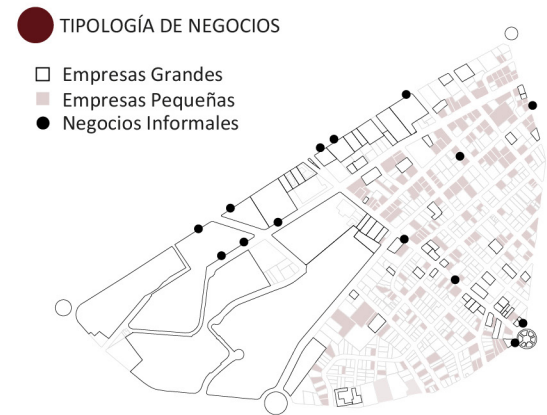 TIPOLOGÍA DE NEGOCIOS
Empresas Grandes
Empresas Pequeñas
Negocios Informales